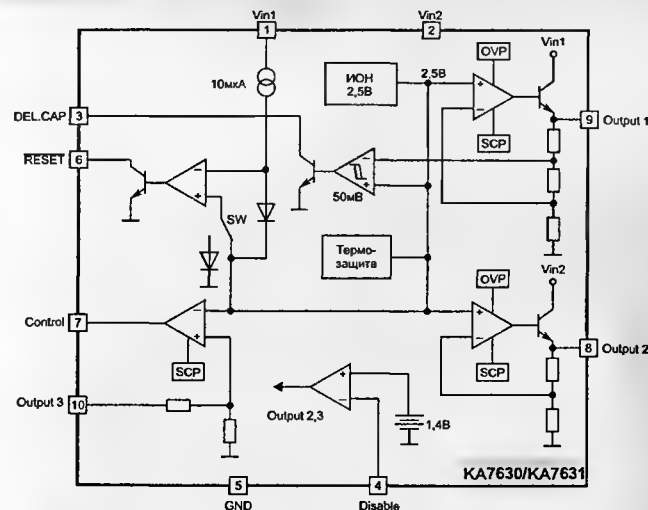 Vin1
Vin2
1
2
10мкА
ИОН
2,5В
2,5В
OVP
Vin1
DEL.CAP
3
9
Output 1
SCP
RESET
6
50мВ
SW
Термо-
защита
OVP
Vin2
Control
7
8
Output 2
SCP
SCP
Output 3
10
Output 2,3
1,4В
KA7630/KA7631
5
4
GND
Disable
+
−
−
+
−
+
−
+
+
−
+
−